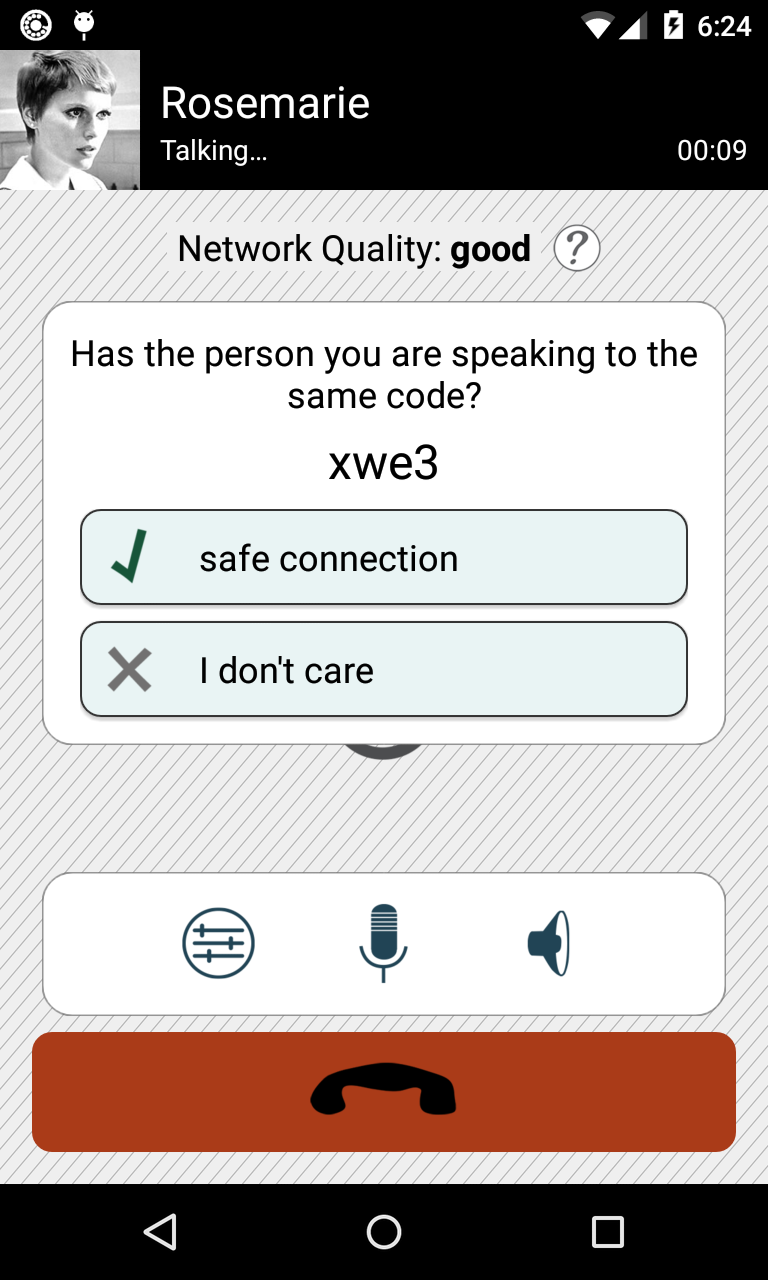 6:24
Rosemarie
Talking...
00:09
Network Quality: good ?
Has the person you are speaking to the
same code?
xwe3
safe connection
I don't care